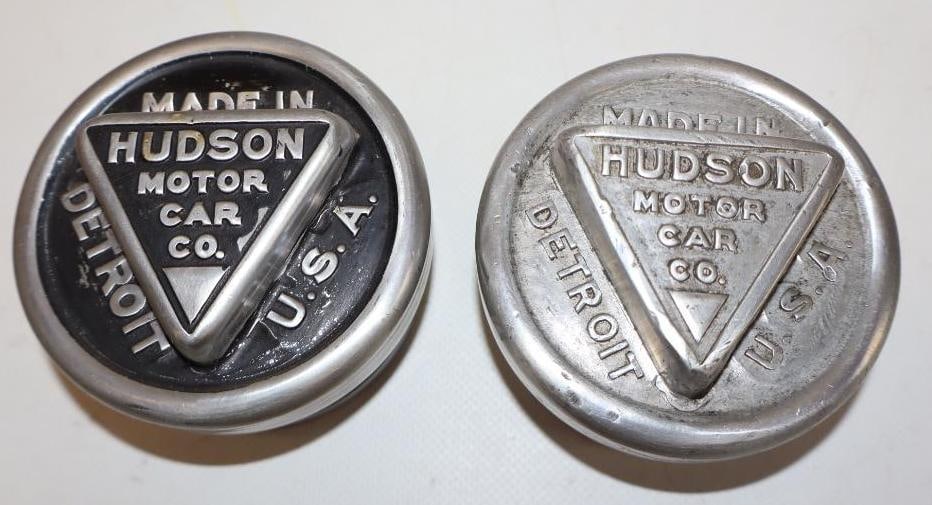 MADE IN
HUDSON
MOTOR
CAR
CO.
DETROIT
U.S.A.
MADE IN
HUDSON
MOTOR
CAR
CO.
DETROIT
U.S.A.